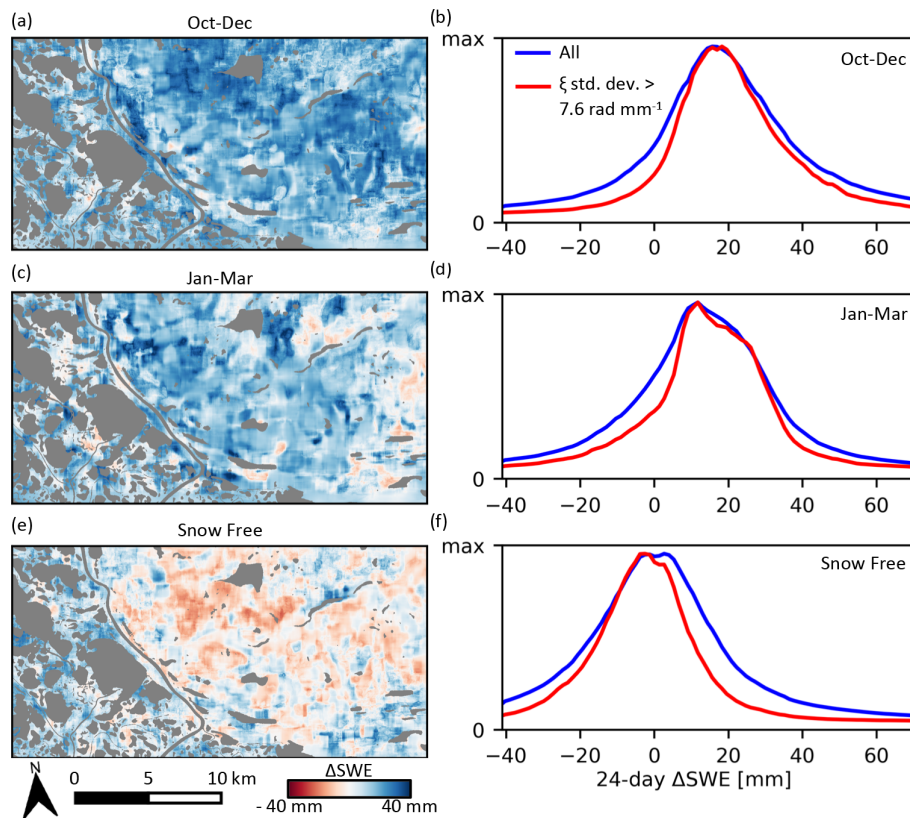 (a)
Oct-Dec
(b)
max
All
ξ std. dev. >
7.6 rad mm⁻¹
Oct-Dec
0
−40 −20 0 20 40 60
(c)
Jan-Mar
(d)
max
Jan-Mar
0
−40 −20 0 20 40 60
(e)
Snow Free
(f)
max
Snow Free
0
−40 −20 0 20 40 60
24-day ΔSWE [mm]
N
0 5 10 km
ΔSWE
- 40 mm 40 mm